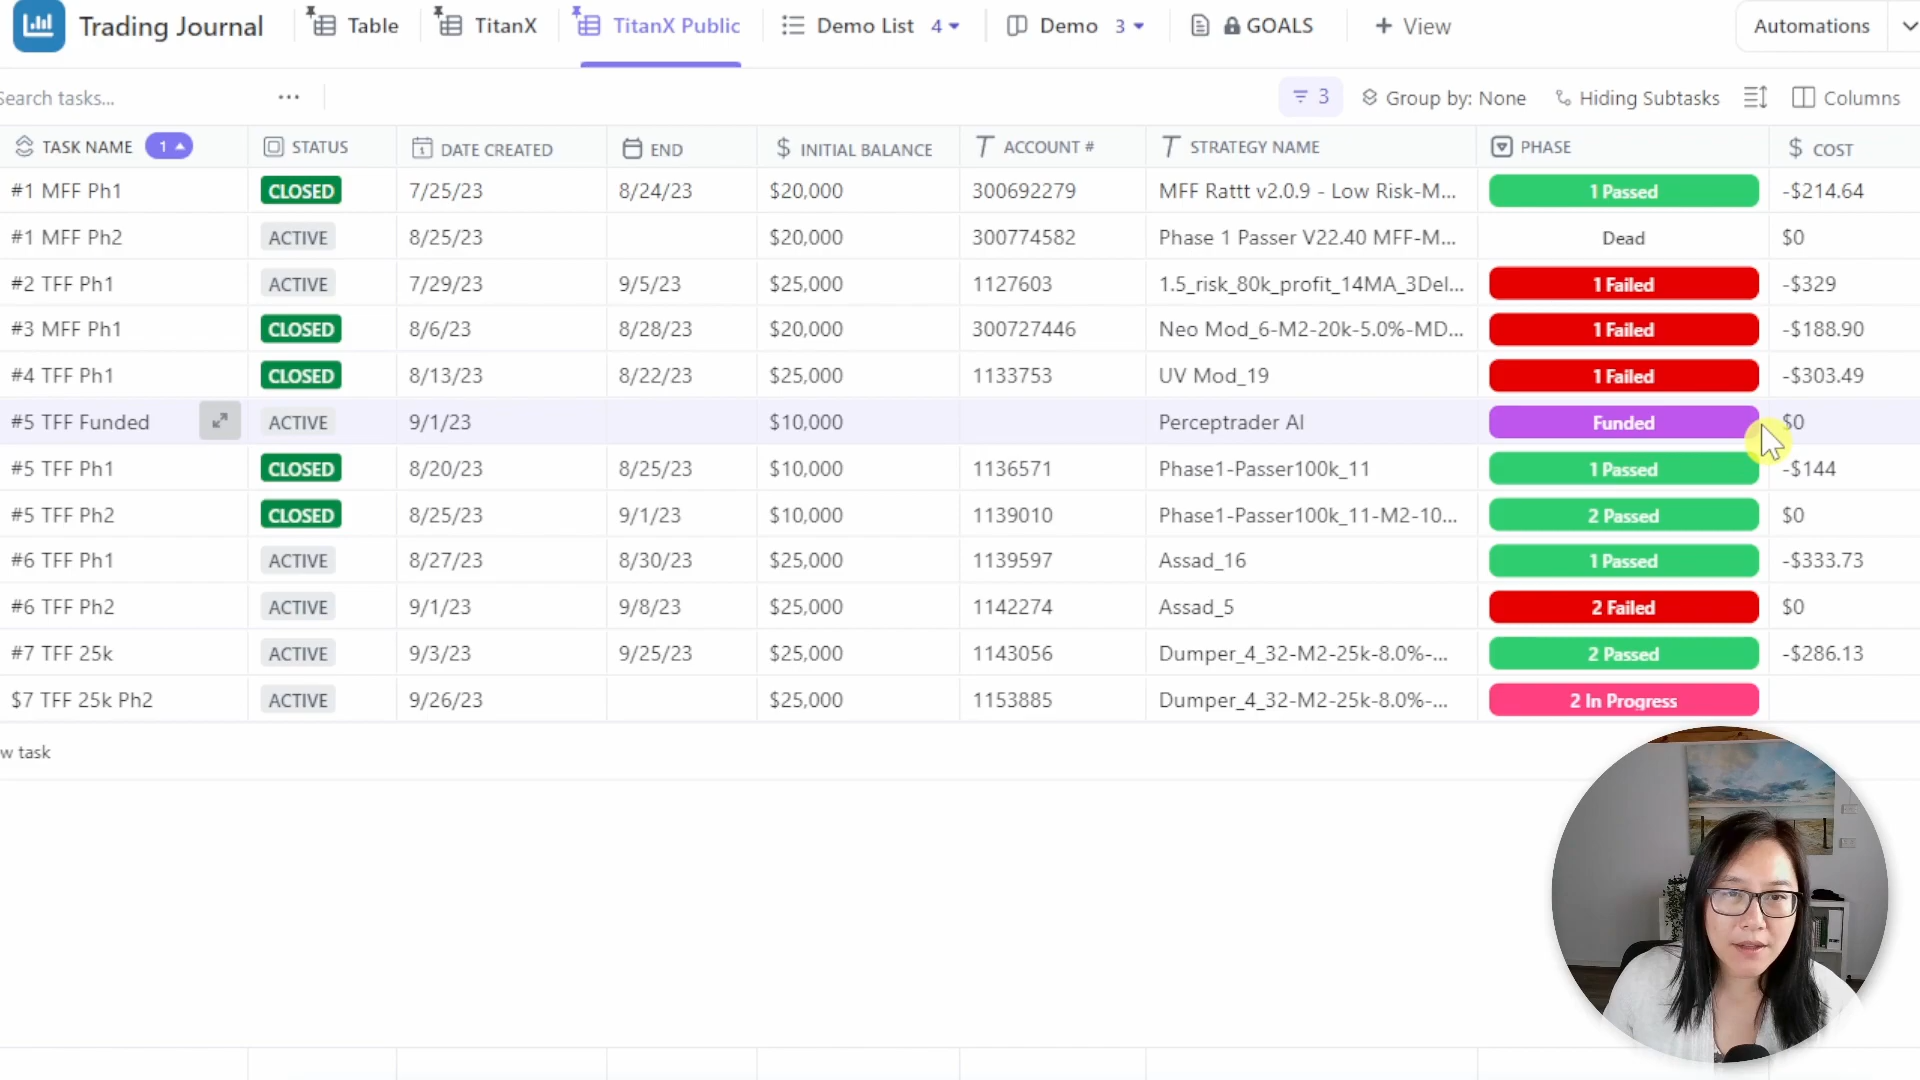 Trading Journal Table TitanX TitanX Public Demo List 4 Demo 3 GOALS + View Automations
Search tasks... ... 3 Group by: None Hiding Subtasks Columns
TASK NAME 1 STATUS DATE CREATED END $ INITIAL BALANCE ACCOUNT # STRATEGY NAME PHASE $ COST
#1 MFF Ph1 CLOSED 7/25/23 8/24/23 $20,000 300692279 MFF Rattt v2.0.9 - Low Risk-M... 1 Passed -$214.64
#1 MFF Ph2 ACTIVE 8/25/23 $20,000 300774582 Phase 1 Passer V22.40 MFF-M... Dead $0
#2 TFF Ph1 ACTIVE 7/29/23 9/5/23 $25,000 1127603 1.5_risk_80k_profit_14MA_3Del... 1 Failed -$329
#3 MFF Ph1 CLOSED 8/6/23 8/28/23 $20,000 300727446 Neo Mod_6-M2-20k-5.0%-MD... 1 Failed -$188.90
#4 TFF Ph1 CLOSED 8/13/23 8/22/23 $25,000 1133753 UV Mod_19 1 Failed -$303.49
#5 TFF Funded ACTIVE 9/1/23 $10,000 Perceptrader AI Funded $0
#5 TFF Ph1 CLOSED 8/20/23 8/25/23 $10,000 1136571 Phase1-Passer100k_11 1 Passed -$144
#5 TFF Ph2 CLOSED 8/25/23 9/1/23 $10,000 1139010 Phase1-Passer100k_11-M2-10... 2 Passed $0
#6 TFF Ph1 ACTIVE 8/27/23 8/30/23 $25,000 1139597 Assad_16 1 Passed -$333.73
#6 TFF Ph2 ACTIVE 9/1/23 9/8/23 $25,000 1142274 Assad_5 2 Failed $0
#7 TFF 25k ACTIVE 9/3/23 9/25/23 $25,000 1143056 Dumper_4_32-M2-25k-8.0%-... 2 Passed -$286.13
$7 TFF 25k Ph2 ACTIVE 9/26/23 $25,000 1153885 Dumper_4_32-M2-25k-8.0%-... 2 In Progress
w task